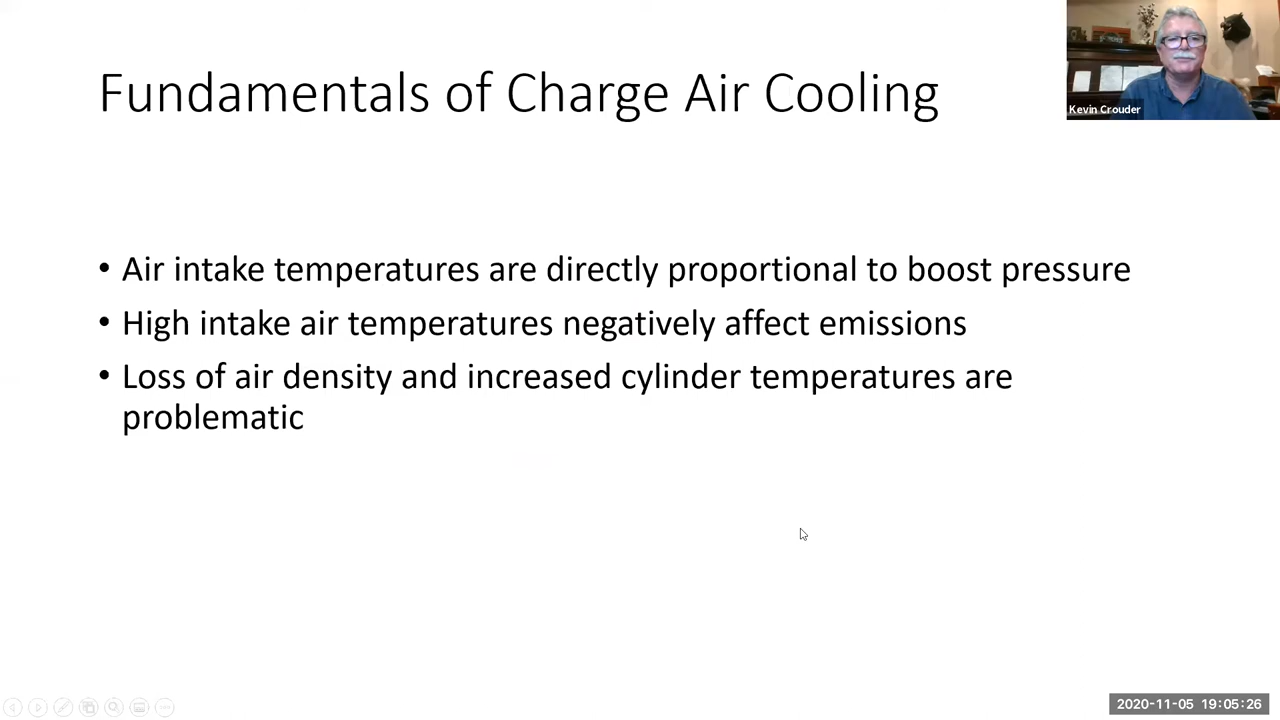 Fundamentals of Charge Air Cooling
Kevin Crouder
• Air intake temperatures are directly proportional to boost pressure
• High intake air temperatures negatively affect emissions
• Loss of air density and increased cylinder temperatures are
problematic
2020-11-05 19:05:26